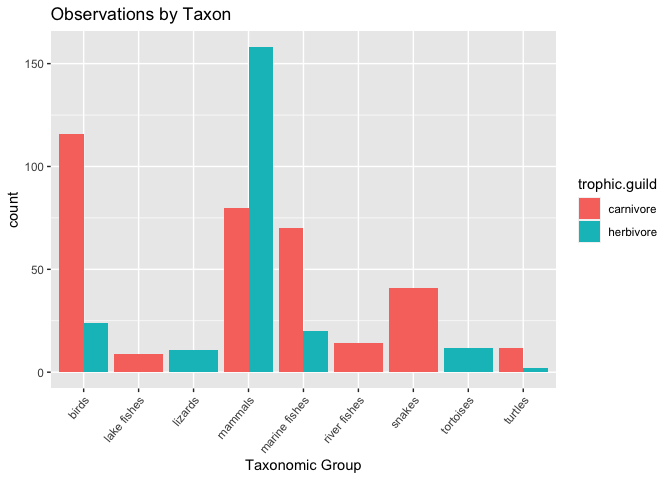 Observations by Taxon
150
100
50
0
count
birds
lake fishes
lizards
mammals
marine fishes
river fishes
snakes
tortoises
turtles
Taxonomic Group
trophic.guild
carnivore
herbivore